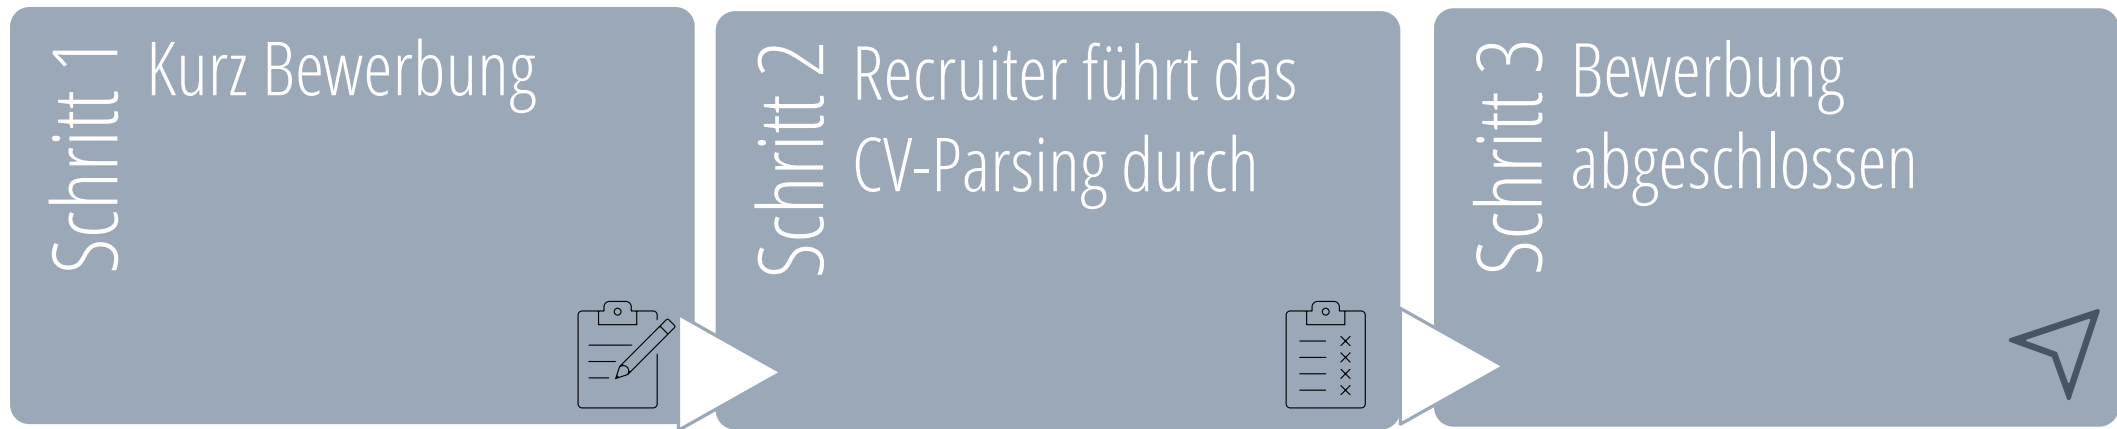 Schritt 1
Kurz Bewerbung
Schritt 2
Recruiter führt das
CV-Parsing durch
Schritt 3
Bewerbung
abgeschlossen